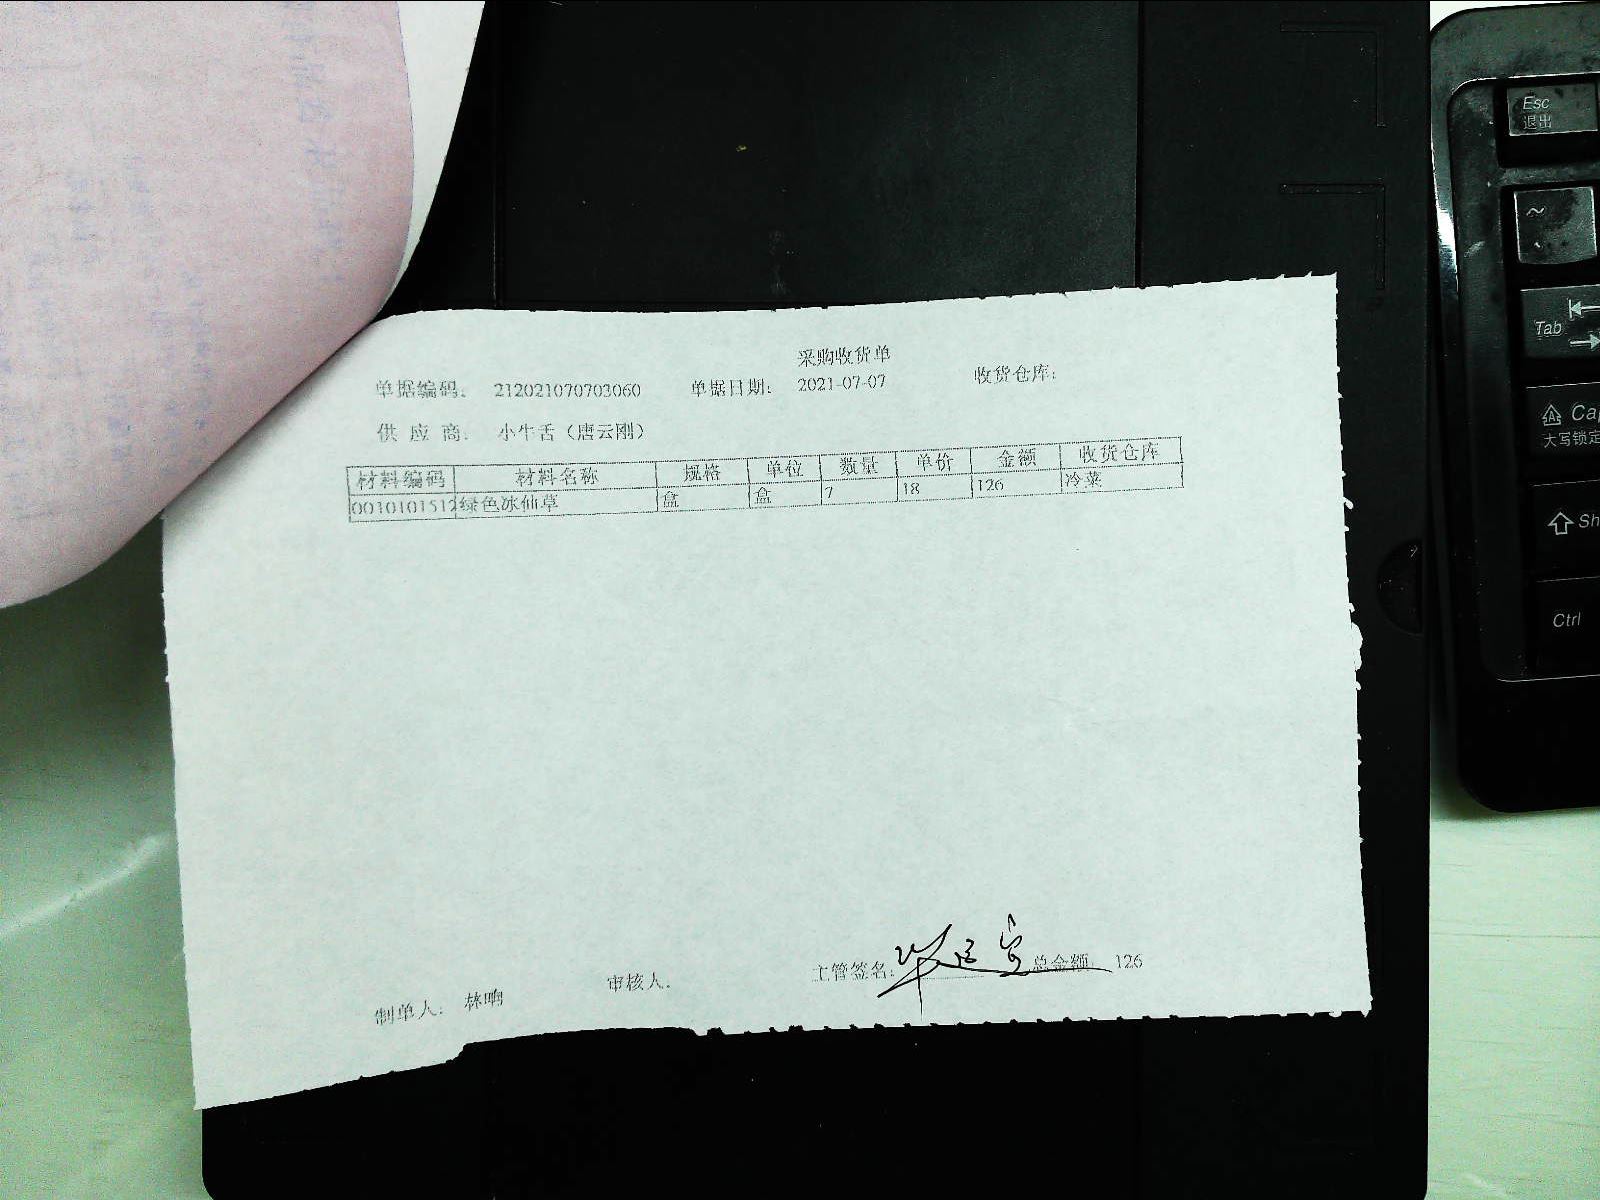 采购收货单
单据编码: 212021070703060 单据日期: 2021-07-07 收货仓库:
供应商: 小牛舌（唐云刚）
材料编码 材料名称 规格 单位 数量 单价 金额 收货仓库
0010101512 绿色冰仙草 盒 盒 7 18 126 冷菜
制单人: 林 审核人: 主管签名: 总金额: 126
Esc
退出
~
Tab
Cap
大写锁定
Sh
Ctrl